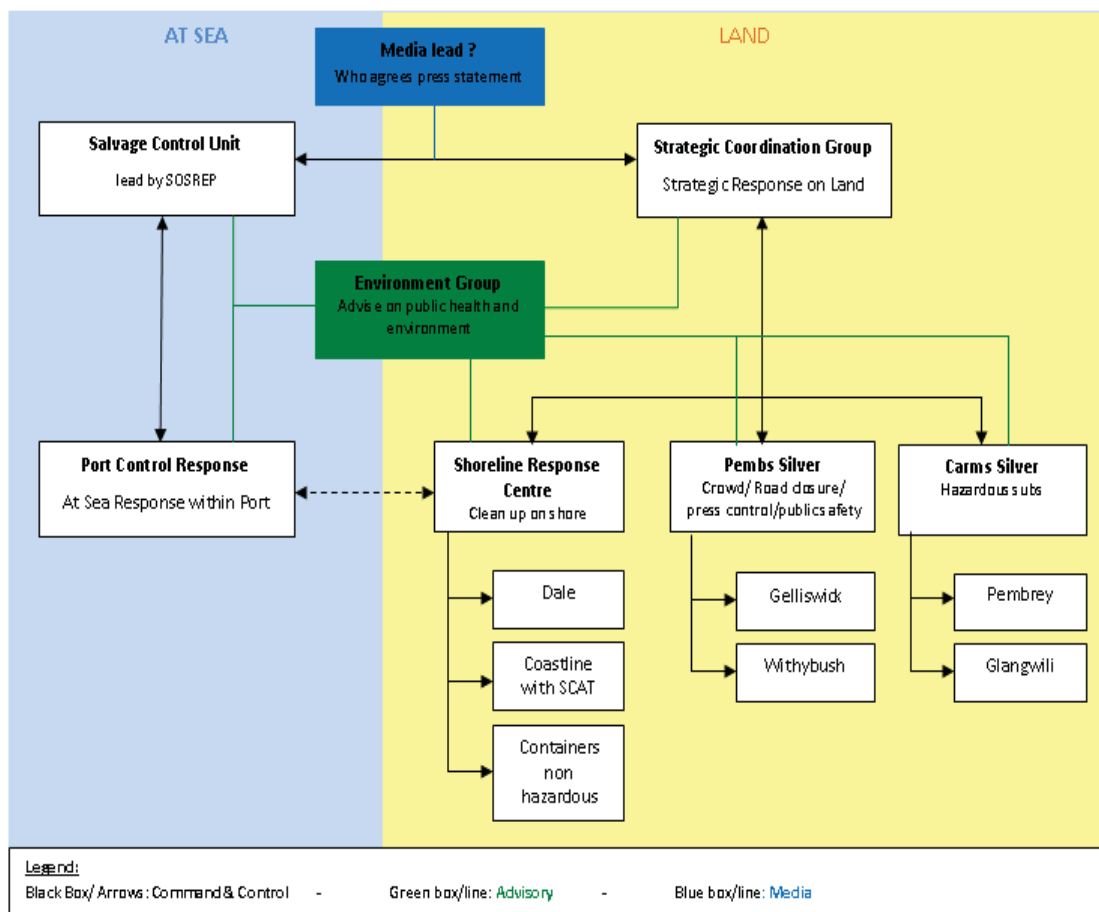 AT SEA
LAND
Media lead ?
Who agrees press statement
Salvage Control Unit
lead by SOSREP
Strategic Coordination Group
Strategic Response on Land
Environment Group
Advise on public health and
environment
Port Control Response
At Sea Response within Port
Shoreline Response
Centre
Clean up on shore
Pembs Silver
Crowd/ Road closure/
press control/public safety
Carms Silver
Hazardous subs
Dale
Coastline
with SCAT
Containers
non
hazardous
Gelliswick
Withybush
Pembrey
Glangwili
Legend:
Black Box/ Arrows: Command & Control - Green box/line: Advisory - Blue box/line: Media